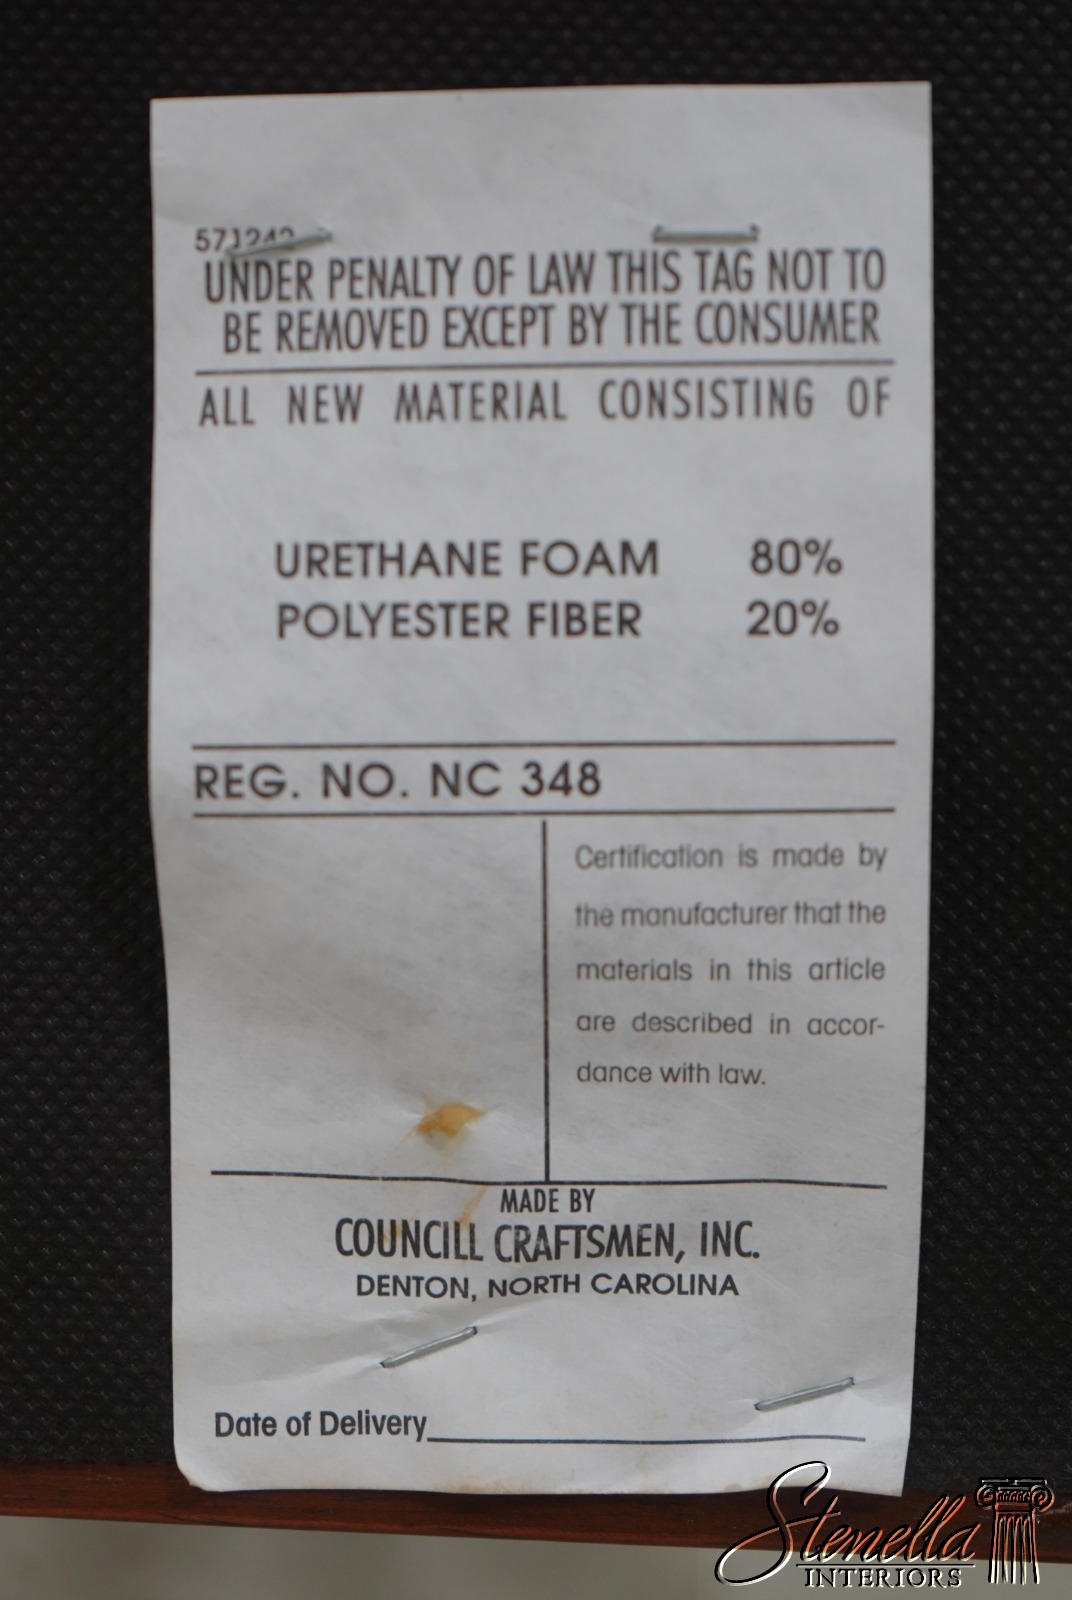 571242
UNDER PENALTY OF LAW THIS TAG NOT TO
BE REMOVED EXCEPT BY THE CONSUMER
ALL NEW MATERIAL CONSISTING OF
URETHANE FOAM 80%
POLYESTER FIBER 20%
REG. NO. NC 348
Certification is made by
the manufacturer that the
materials in this article
are described in accor-
dance with law.
MADE BY
COUNCILL CRAFTSMEN, INC.
DENTON, NORTH CAROLINA
Date of Delivery
Stenella
INTERIORS